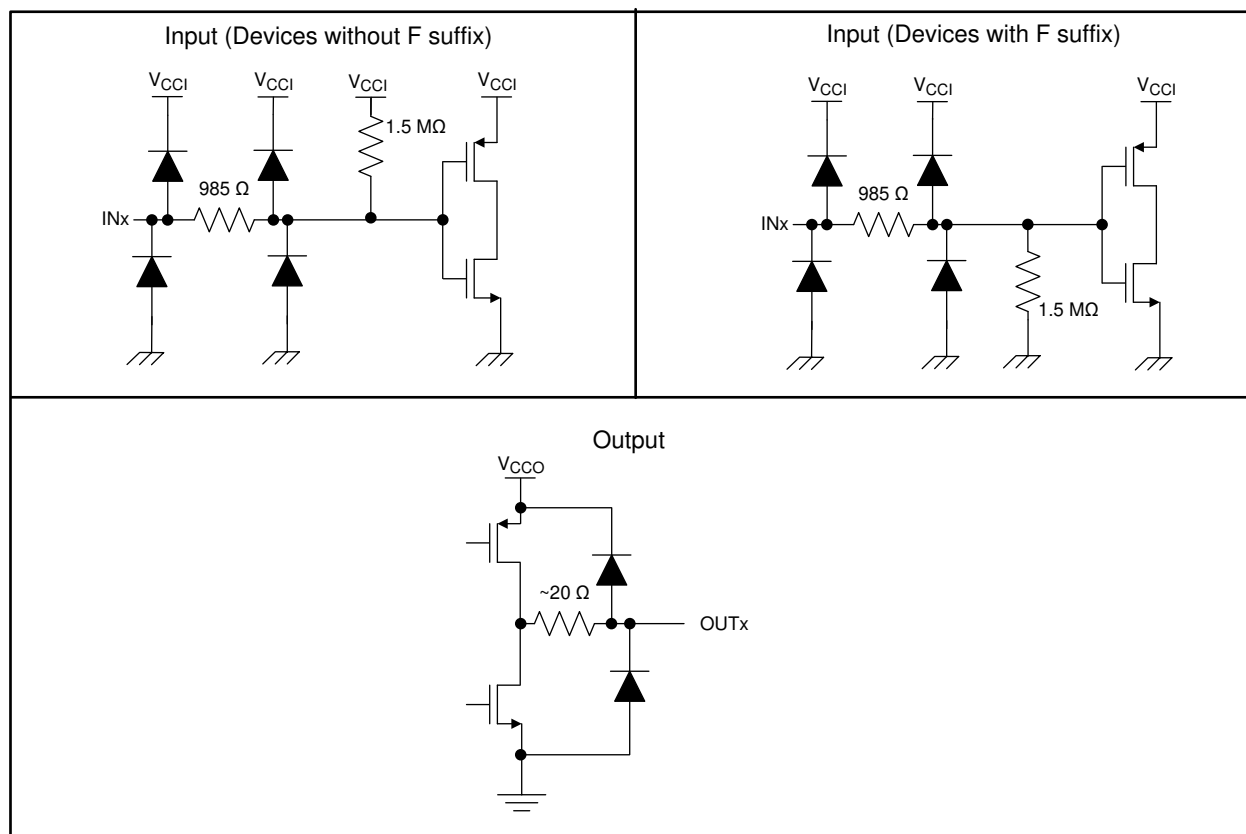 Input (Devices without F suffix)
VCCI VCCI VCCI VCCI
1.5 MΩ
985 Ω
INx
Input (Devices with F suffix)
VCCI VCCI VCCI
985 Ω
INx
1.5 MΩ
Output
VCCO
~20 Ω
OUTx